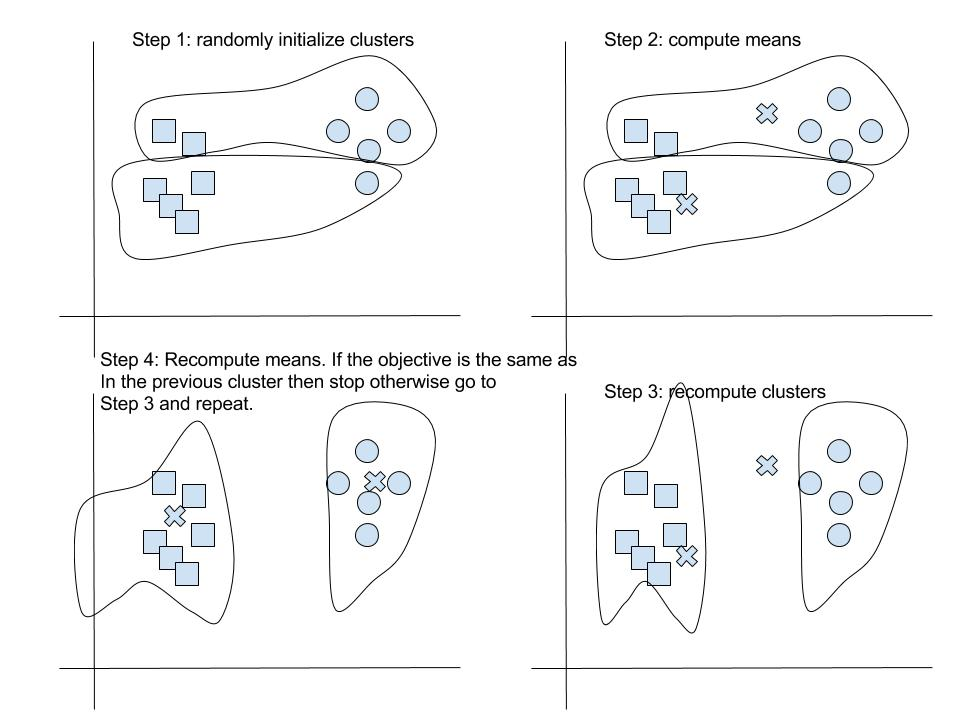 Step 1: randomly initialize clusters
Step 2: compute means
Step 4: Recompute means. If the objective is the same as
In the previous cluster then stop otherwise go to
Step 3 and repeat.
Step 3: recompute clusters